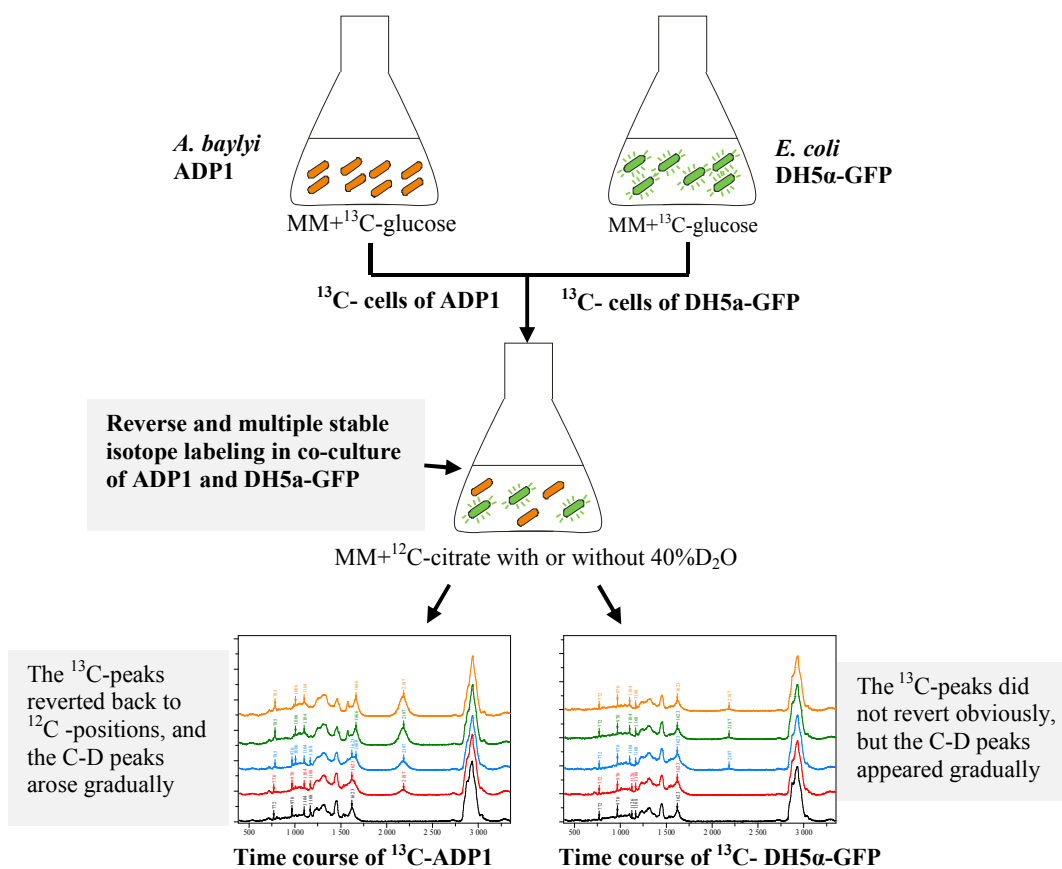 A. baylyi
ADP1
E. coli
DH5α-GFP
MM+¹³C-glucose
MM+¹³C-glucose
¹³C- cells of ADP1
¹³C- cells of DH5a-GFP
Reverse and multiple stable
isotope labeling in co-culture
of ADP1 and DH5a-GFP
MM+¹²C-citrate with or without 40%D₂O
The ¹³C-peaks
reverted back to
¹²C -positions, and
the C-D peaks
arose gradually
500 1 000 1 500 2 000 2 500 3 000
500 1 000 1 500 2 000 2 500 3 000
The ¹³C-peaks did
not revert obviously,
but the C-D peaks
appeared gradually
Time course of ¹³C-ADP1
Time course of ¹³C- DH5α-GFP